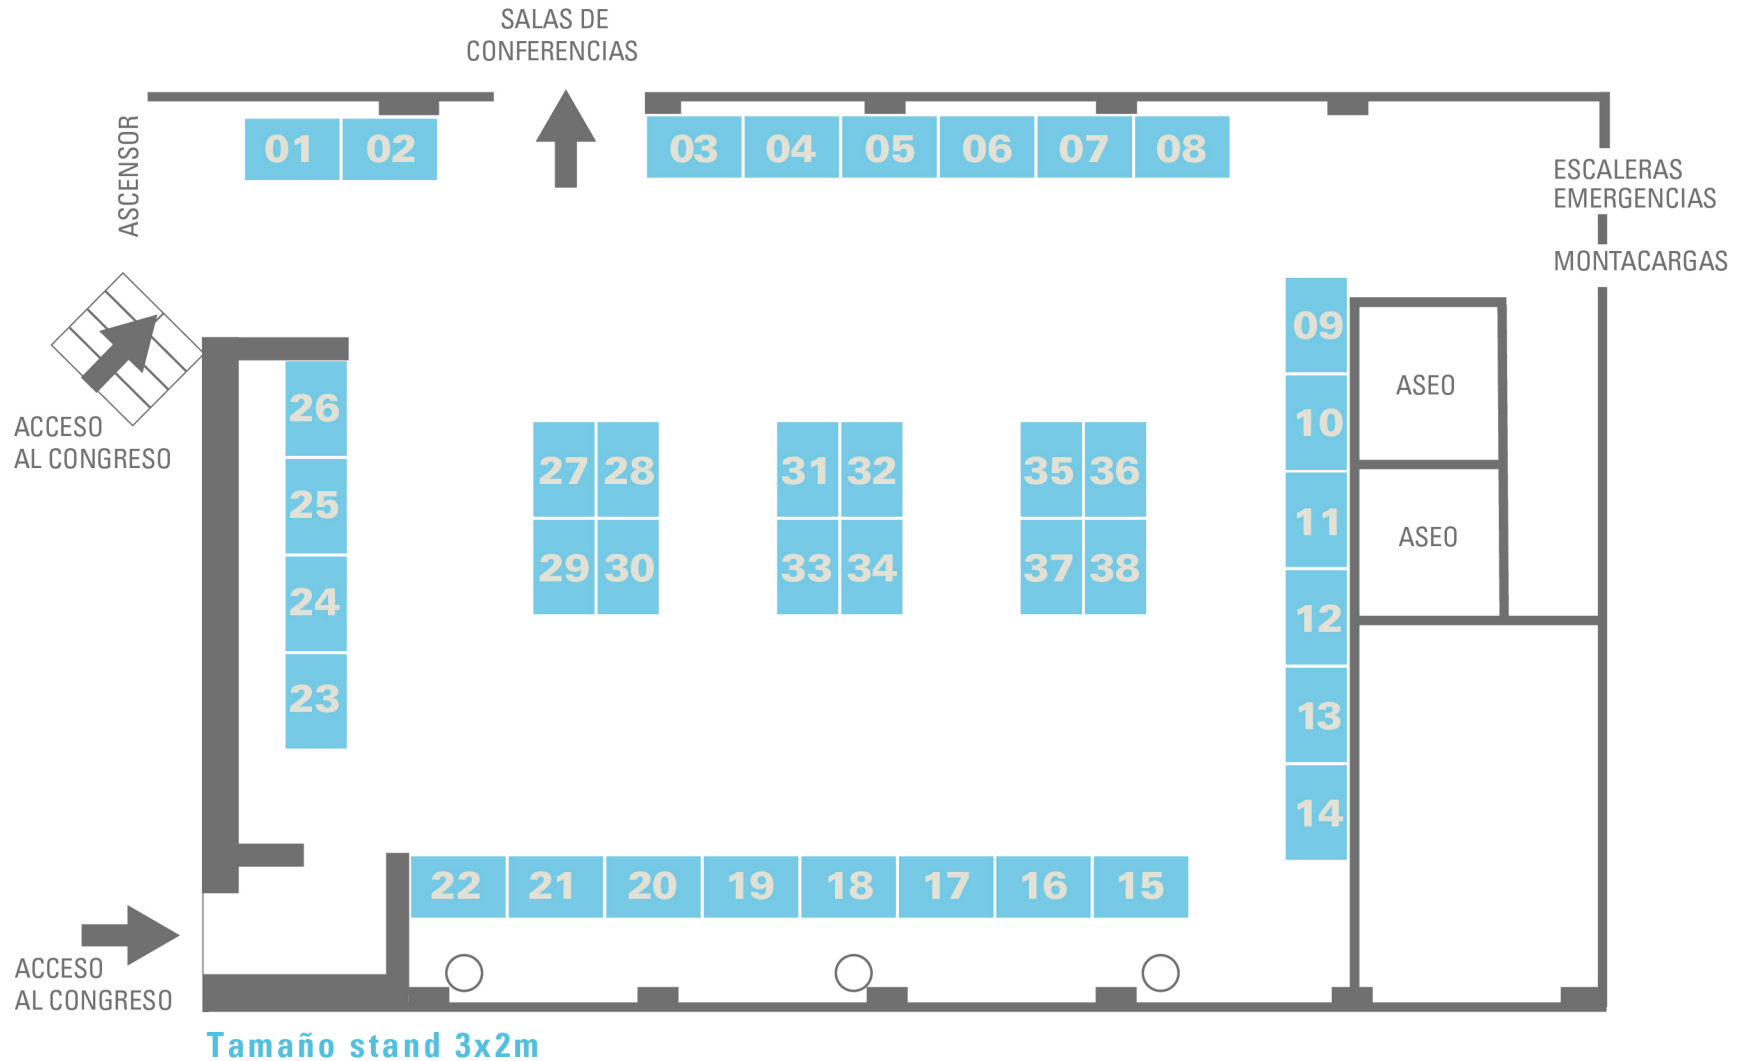 SALAS DE
CONFERENCIAS
ASCENSOR
01 02 03 04 05 06 07 08
ESCALERAS
EMERGENCIAS
MONTACARGAS
09
ASEO
10
11
ASEO
12
13
14
ACCESO
AL CONGRESO
26
25
24
23
27 28 31 32 35 36
29 30 33 34 37 38
22 21 20 19 18 17 16 15
ACCESO
AL CONGRESO
Tamaño stand 3x2m